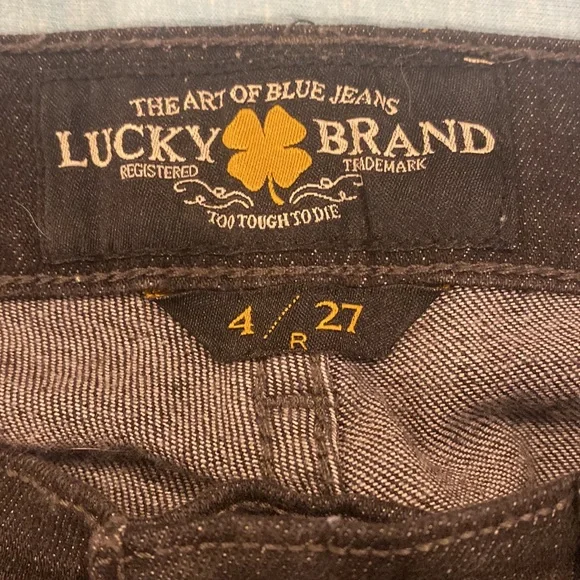 THE ART OF BLUE JEANS
LUCKY BRAND
REGISTERED TRADEMARK
TOO TOUGH TO DIE
4 / 27
R